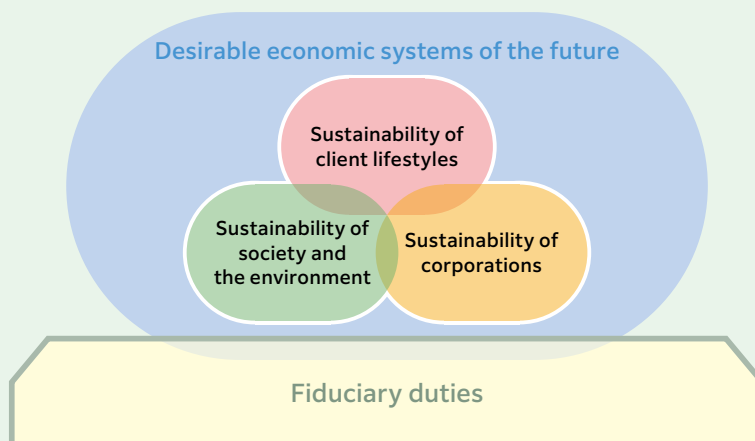 Desirable economic systems of the future
Sustainability of
client lifestyles
Sustainability of
society and
the environment
Sustainability of
corporations
Fiduciary duties